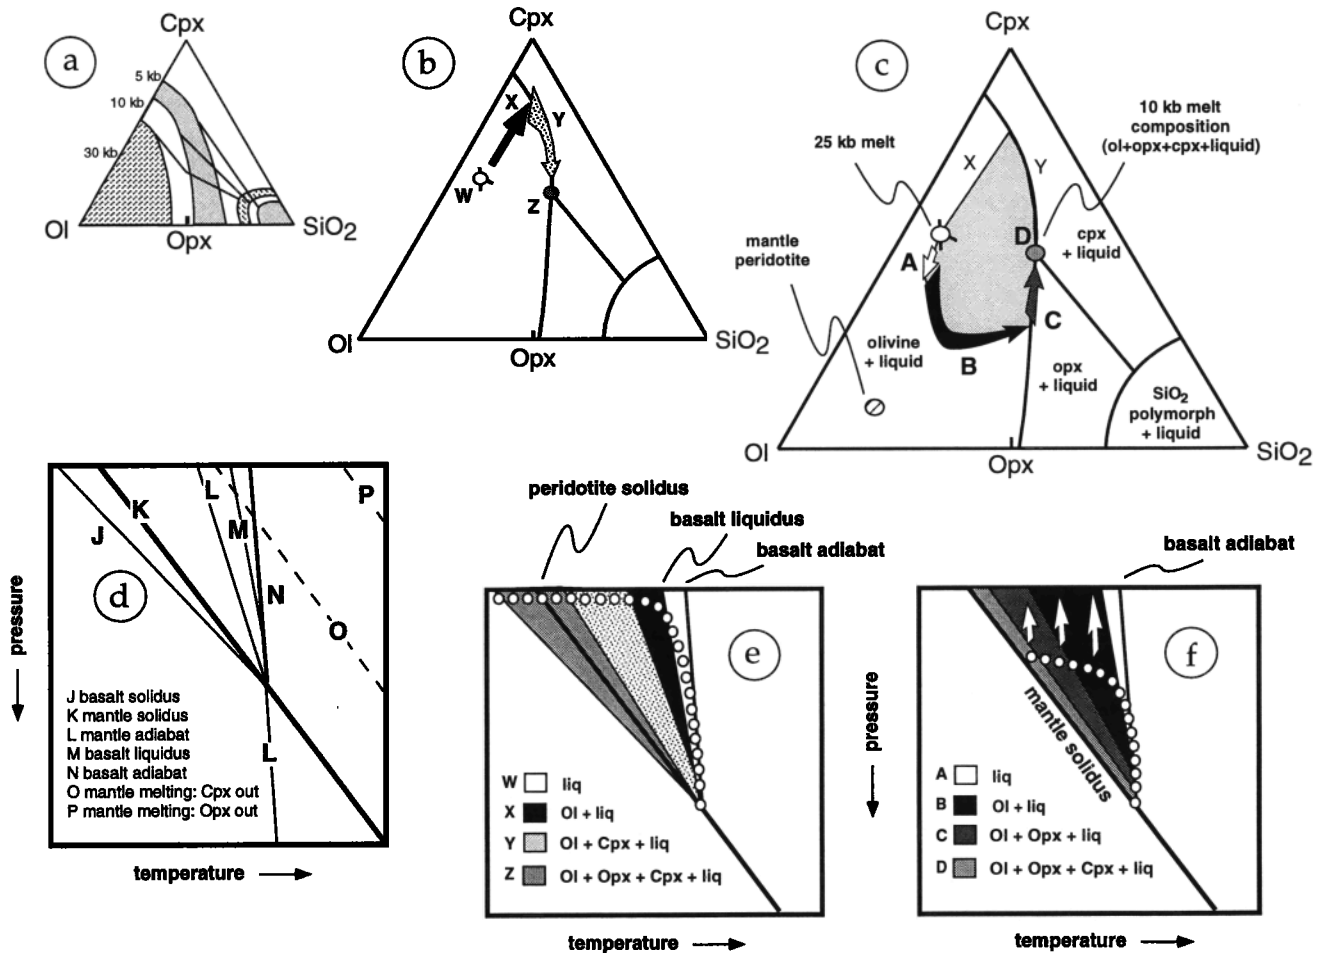 a
Cpx
5 kb
10 kb
30 kb
Ol
Opx
SiO2
b
Cpx
X
Y
W
Z
Ol
Opx
SiO2
c
Cpx
25 kb melt
10 kb melt
composition
(ol+opx+cpx+liquid)
X
Y
mantle
peridotite
A
D
cpx
+ liquid
C
B
olivine
+ liquid
opx
+ liquid
SiO2
polymorph
+ liquid
Ol
Opx
SiO2
d
J
K
L
M
N
O
P
L
J basalt solidus
K mantle solidus
L mantle adiabat
M basalt liquidus
N basalt adiabat
O mantle melting: Cpx out
P mantle melting: Opx out
pressure
temperature
peridotite solidus
basalt liquidus
basalt adiabat
e
W liq
X Ol + liq
Y Ol + Cpx + liq
Z Ol + Opx + Cpx + liq
temperature
pressure
basalt adiabat
f
mantle solidus
A liq
B Ol + liq
C Ol + Opx + liq
D Ol + Opx + Cpx + liq
temperature